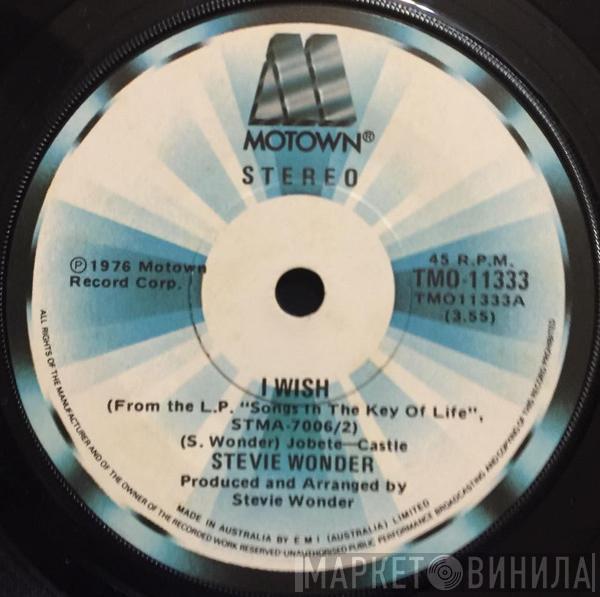 MOTOWN®
STEREO
℗1976 Motown
Record Corp.
45 R.P.M.
TMO-11333
TMO11333A
(3.55)
I WISH
(From the L.P. "Songs In The Key Of Life",
STMA-7006/2)
(S. Wonder) Jobete—Castle
STEVIE WONDER
Produced and Arranged by
Stevie Wonder
MADE IN AUSTRALIA BY E M I (AUSTRALIA) LIMITED
ALL RIGHTS OF THE MANUFACTURER AND OF THE OWNER OF THE RECORDED WORK RESERVED UNAUTHORISED PUBLIC PERFORMANCE BROADCASTING AND COPYING OF THIS RECORD PROHIBITED
МАРКЕТ ВИНИЛА